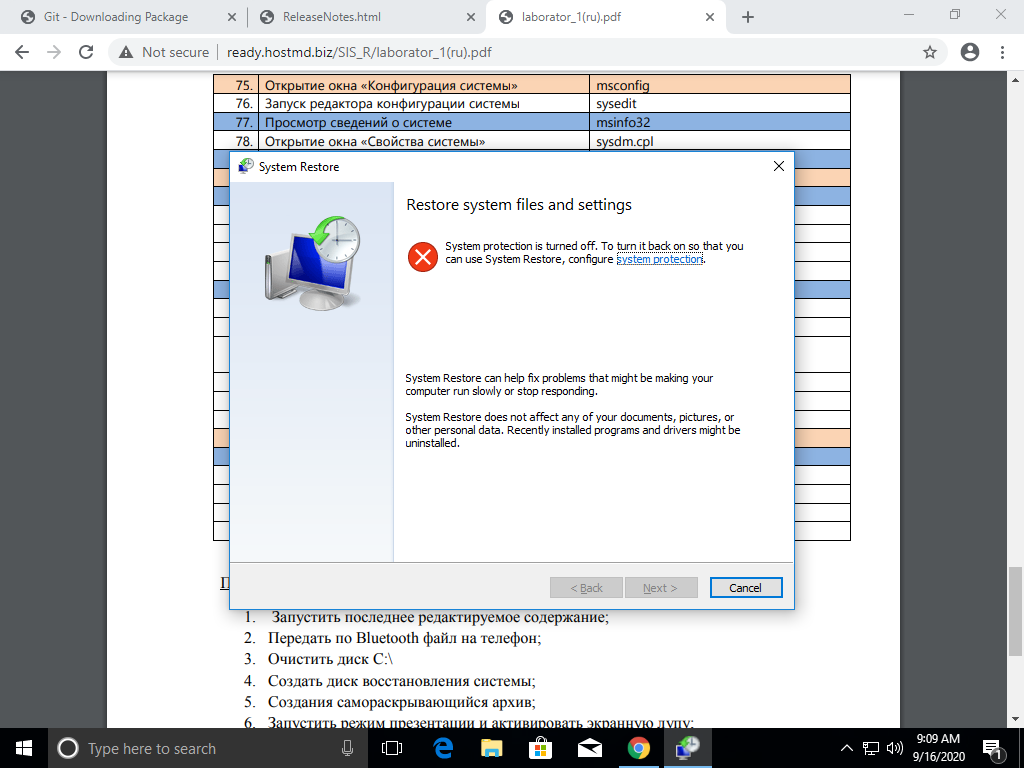 Git - Downloading Package
ReleaseNotes.html
laborator_1(ru).pdf
Not secure
ready.hostmd.biz/SIS_R/laborator_1(ru).pdf
75. Открытие окна «Конфигурация системы» msconfig
76. Запуск редактора конфигурации системы sysedit
77. Просмотр сведений о системе msinfo32
78. Открытие окна «Свойства системы» sysdm.cpl
System Restore
Restore system files and settings
System protection is turned off. To turn it back on so that you
can use System Restore, configure system protection.
System Restore can help fix problems that might be making your
computer run slowly or stop responding.
System Restore does not affect any of your documents, pictures, or
other personal data. Recently installed programs and drivers might be
uninstalled.
< Back
Next >
Cancel
1. Запустить последнее редактируемое содержание;
2. Передать по Bluetooth файл на телефон;
3. Очистить диск C:\
4. Создать диск восстановления системы;
5. Создания самораскрывающийся архив;
6. Запустить режим презентации и активировать экранную лупу;
Type here to search
9:09 AM
9/16/2020
1